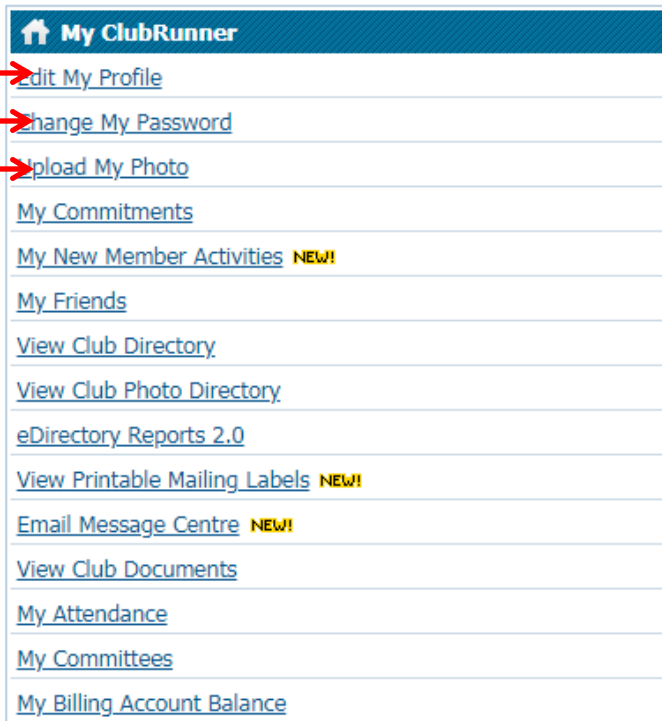 My ClubRunner
Edit My Profile
Change My Password
Upload My Photo
My Commitments
My New Member Activities NEW!
My Friends
View Club Directory
View Club Photo Directory
eDirectory Reports 2.0
View Printable Mailing Labels NEW!
Email Message Centre NEW!
View Club Documents
My Attendance
My Committees
My Billing Account Balance